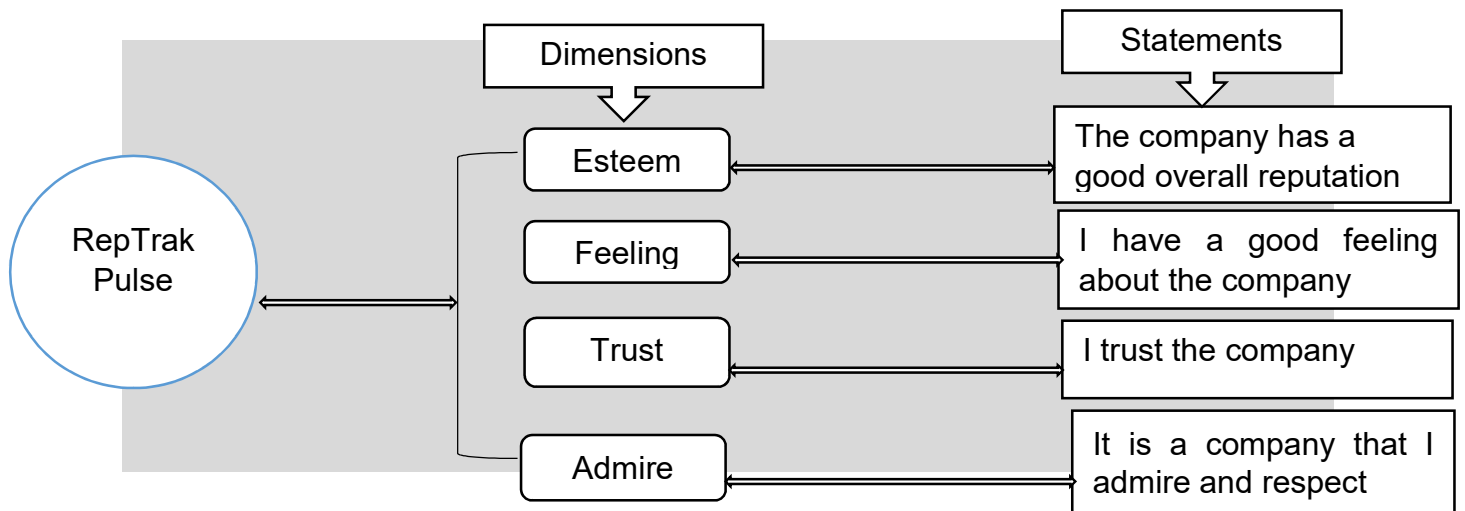 Dimensions
Statements
RepTrak
Pulse
Esteem
The company has a
good overall reputation
Feeling
I have a good feeling
about the company
Trust
I trust the company
Admire
It is a company that I
admire and respect